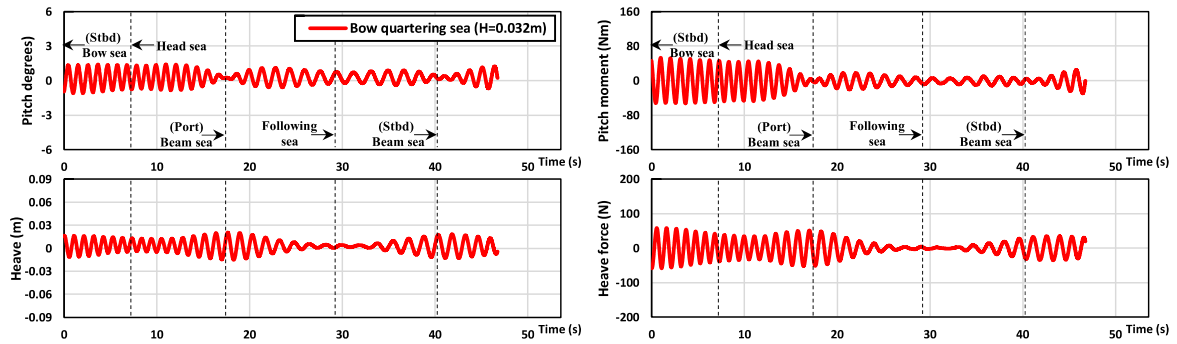 Pitch degrees
6
3
0
-3
-6
Bow quartering sea (H=0.032m)
(Stbd)
Bow sea
Head sea
(Port)
Beam sea
Following
sea
(Stbd)
Beam sea
0
10
20
30
40
50
Time (s)
Pitch moment (Nm)
160
80
0
-80
-160
(Stbd)
Bow sea
Head sea
(Port)
Beam sea
Following
sea
(Stbd)
Beam sea
0
10
20
30
40
50
Time (s)
Heave (m)
0.09
0.06
0.03
0
-0.03
-0.06
-0.09
0
10
20
30
40
50
Time (s)
Heave force (N)
200
100
0
-100
-200
0
10
20
30
40
50
Time (s)